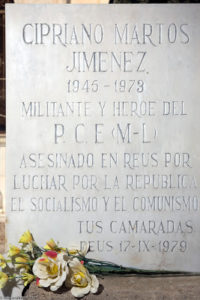 CIPRIANO MARTOS
JIMENEZ
1945-1973
MILITANTE Y HEROE DEL
P.C.E (M-L)
ASESINADO EN REUS POR
LUCHAR POR LA REPUBLICA
EL SOCIALISMO Y EL COMUNISMO
TUS CAMARADAS
REUS 17-IX-1979